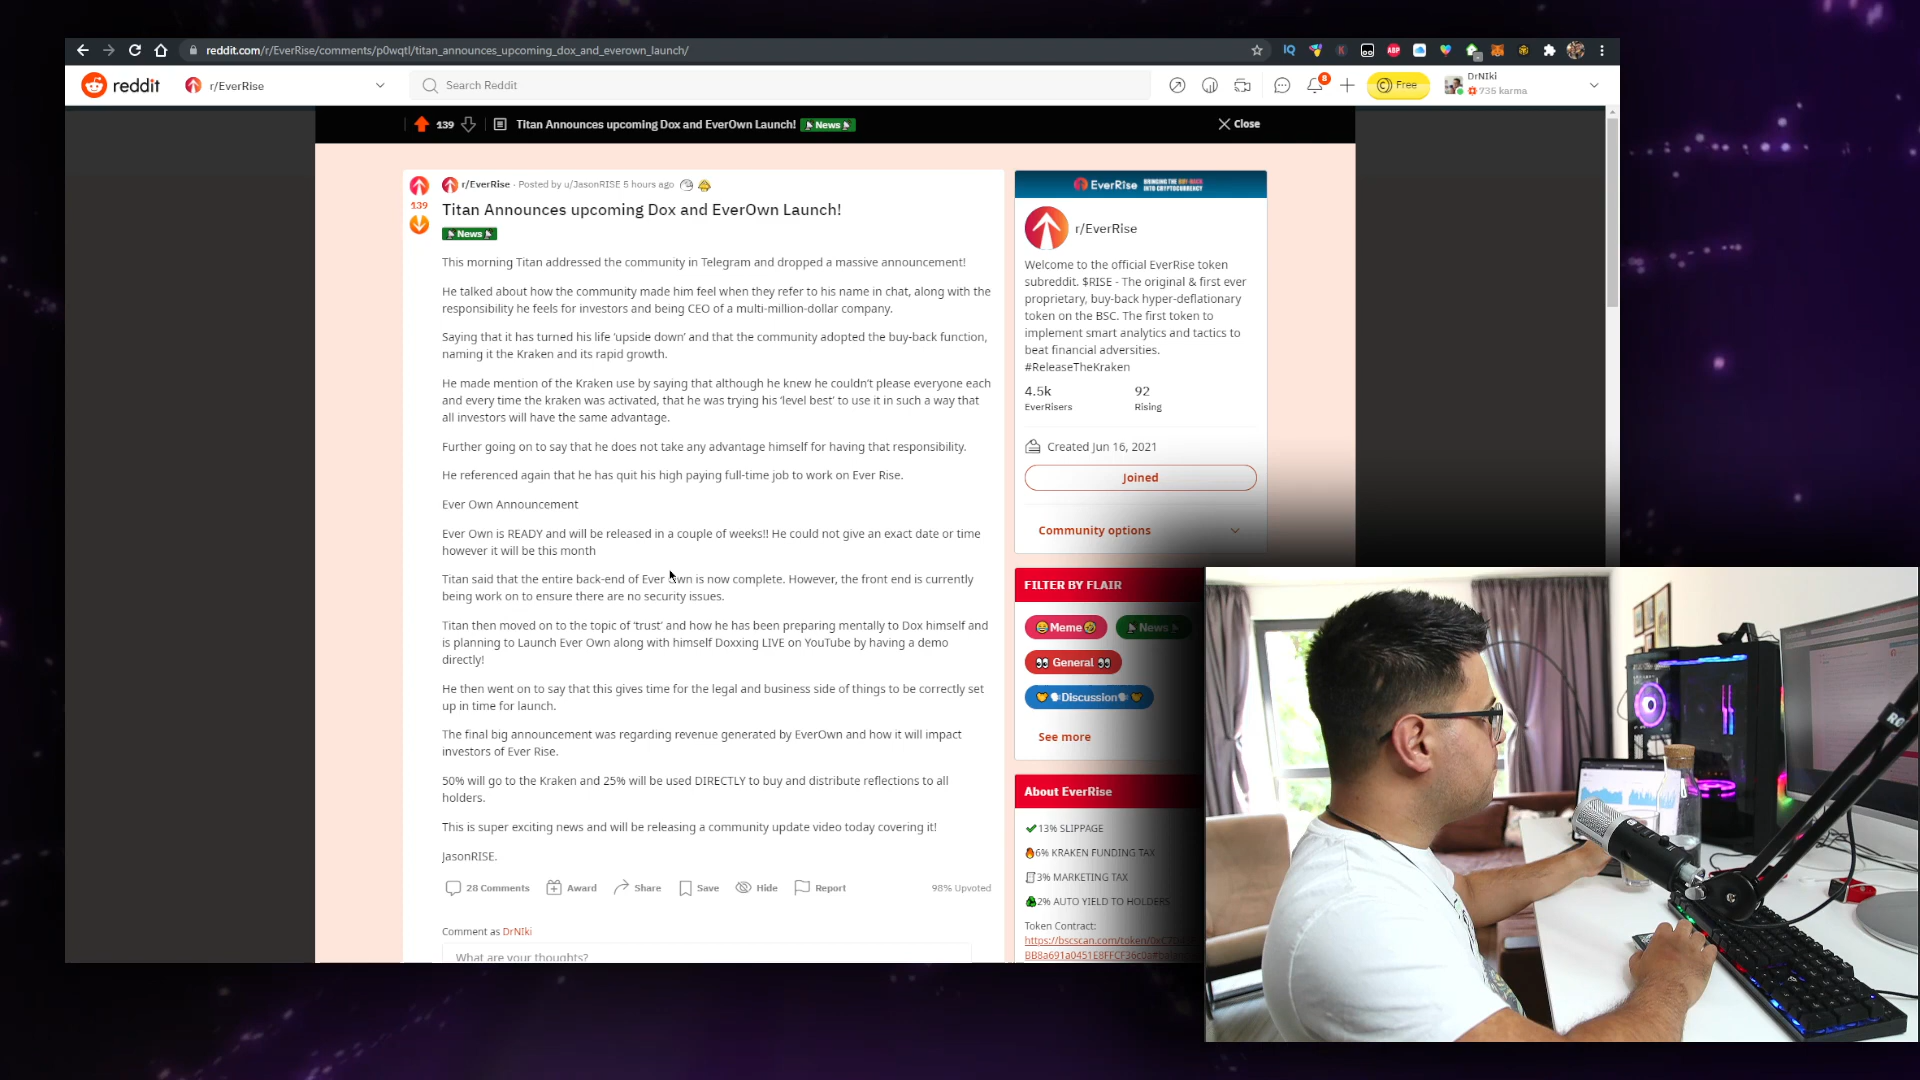 reddit.com/r/EverRise/comments/p0wqtl/titan_announces_upcoming_dox_and_everown_launch/
reddit
r/EverRise
Search Reddit
8
Free
DrNIki
735 karma
139
Titan Announces upcoming Dox and EverOwn Launch!
News
Close
r/EverRise · Posted by u/JasonRISE 5 hours ago
139
Titan Announces upcoming Dox and EverOwn Launch!
News
This morning Titan addressed the community in Telegram and dropped a massive announcement!
He talked about how the community made him feel when they refer to his name in chat, along with the
responsibility he feels for investors and being CEO of a multi-million-dollar company.
Saying that it has turned his life 'upside down' and that the community adopted the buy-back function,
naming it the Kraken and its rapid growth.
He made mention of the Kraken use by saying that although he knew he couldn't please everyone each
and every time the kraken was activated, that he was trying his 'level best' to use it in such a way that
all investors will have the same advantage.
Further going on to say that he does not take any advantage himself for having that responsibility.
He referenced again that he has quit his high paying full-time job to work on Ever Rise.
Ever Own Announcement
Ever Own is READY and will be released in a couple of weeks!! He could not give an exact date or time
however it will be this month
Titan said that the entire back-end of Ever Own is now complete. However, the front end is currently
being work on to ensure there are no security issues.
Titan then moved on to the topic of 'trust' and how he has been preparing mentally to Dox himself and
is planning to Launch Ever Own along with himself Doxxing LIVE on YouTube by having a demo
directly!
He then went on to say that this gives time for the legal and business side of things to be correctly set
up in time for launch.
The final big announcement was regarding revenue generated by EverOwn and how it will impact
investors of Ever Rise.
50% will go to the Kraken and 25% will be used DIRECTLY to buy and distribute reflections to all
holders.
This is super exciting news and will be releasing a community update video today covering it!
JasonRISE.
28 Comments
Award
Share
Save
Hide
Report
98% Upvoted
Comment as DrNIki
What are your thoughts?
EverRise
BRINGING THE BUY-BACK
INTO CRYPTOCURRENCY
r/EverRise
Welcome to the official EverRise token
subreddit. $RISE - The original & first ever
proprietary, buy-back hyper-deflationary
token on the BSC. The first token to
implement smart analytics and tactics to
beat financial adversities.
#ReleaseTheKraken
4.5k
92
EverRisers
Rising
Created Jun 16, 2021
Joined
Community options
FILTER BY FLAIR
Meme
News
General
Discussion
See more
About EverRise
13% SLIPPAGE
6% KRAKEN FUNDING TAX
3% MARKETING TAX
2% AUTO YIELD TO HOLDERS
Token Contract: